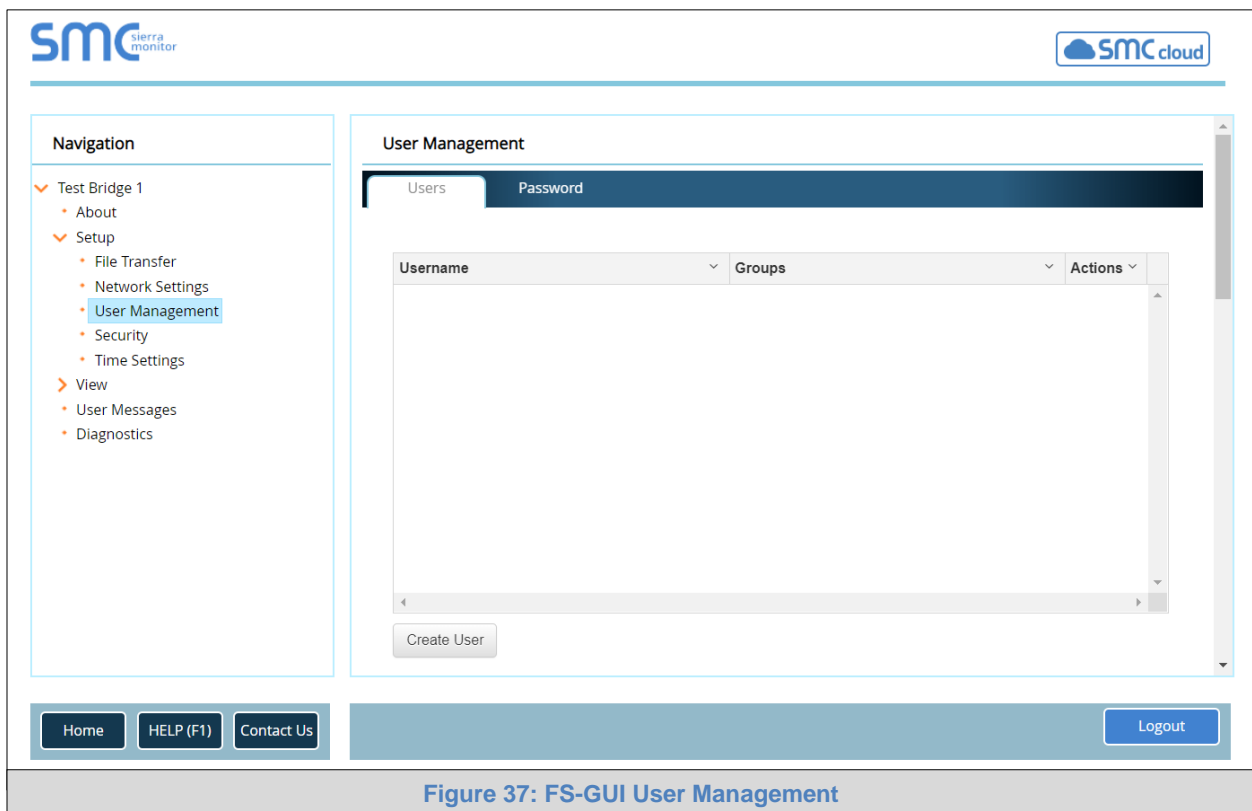 SMC sierra monitor
SMC cloud
Navigation
Test Bridge 1
About
Setup
File Transfer
Network Settings
User Management
Security
Time Settings
View
User Messages
Diagnostics
User Management
Users Password
Username Groups Actions
Create User
Home HELP (F1) Contact Us
Logout
Figure 37: FS-GUI User Management